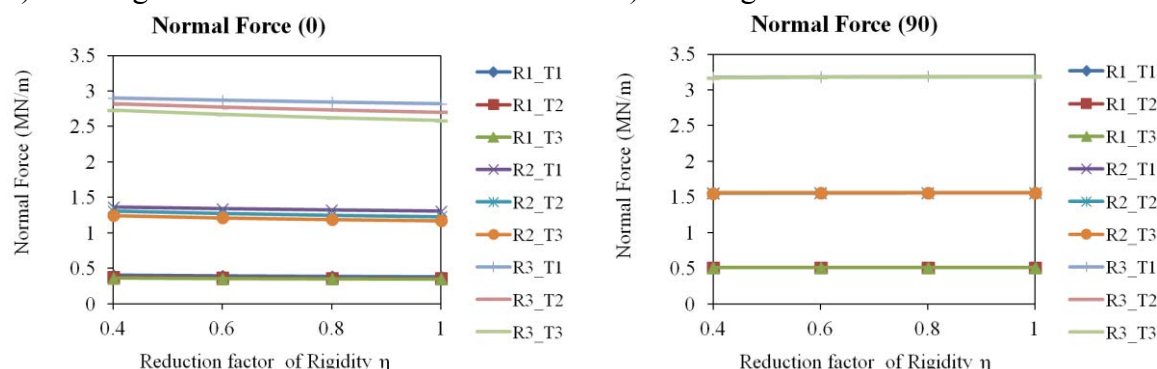 Normal Force (0)
Normal Force (MN/m)
3.5
3
2.5
2
1.5
1
0.5
0
0.4
0.6
0.8
1
Reduction factor of Rigidity η
R1_T1
R1_T2
R1_T3
R2_T1
R2_T2
R2_T3
R3_T1
R3_T2
R3_T3
Normal Force (90)
Normal Force (MN/m)
3.5
3
2.5
2
1.5
1
0.5
0
0.4
0.6
0.8
1
Reduction factor of Rigidity η
R1_T1
R1_T2
R1_T3
R2_T1
R2_T2
R2_T3
R3_T1
R3_T2
R3_T3